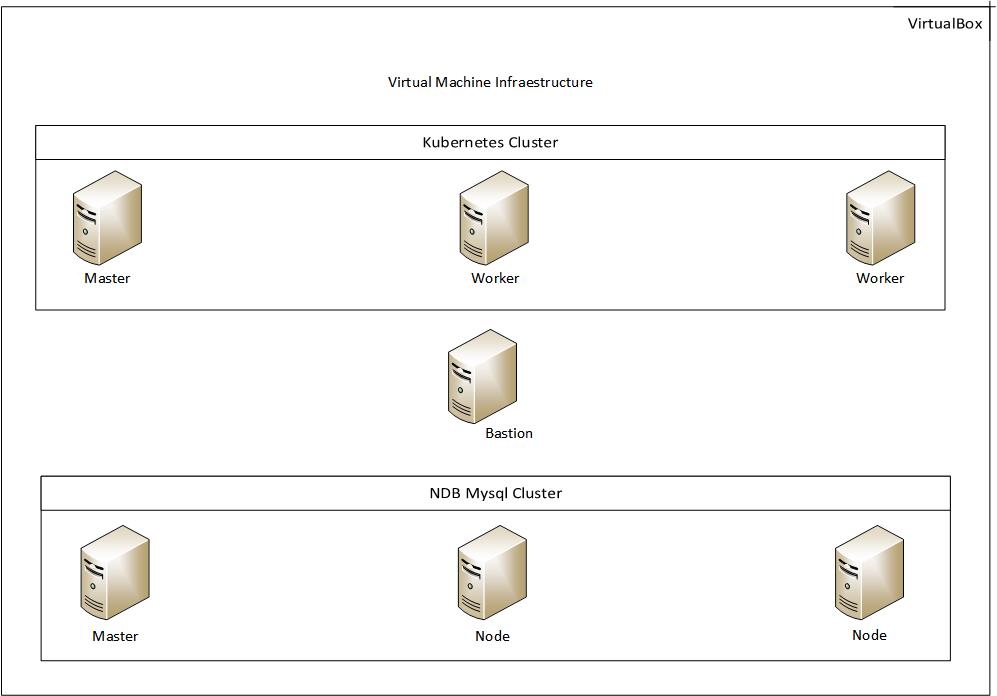 VirtualBox
Virtual Machine Infraestructure
Kubernetes Cluster
Master
Worker
Worker
Bastion
NDB Mysql Cluster
Master
Node
Node